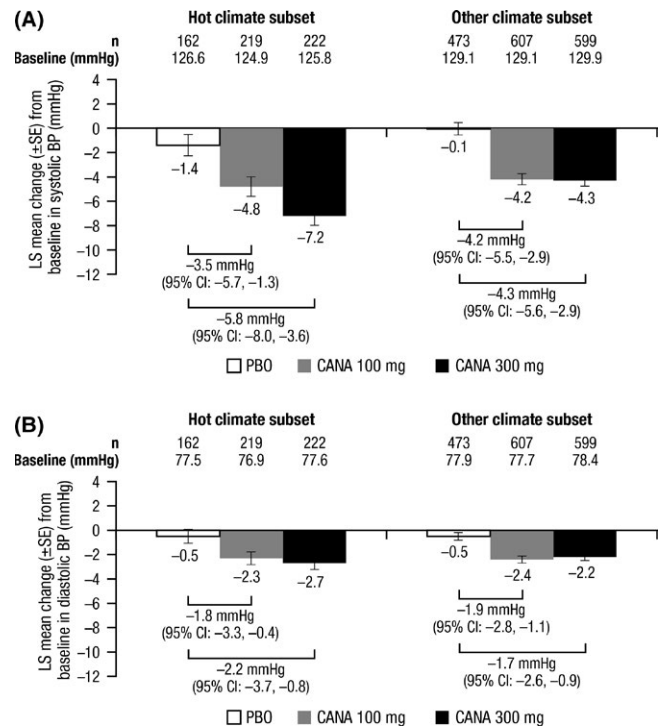 (A)
Hot climate subset Other climate subset
n 162 219 222 473 607 599
Baseline (mmHg) 126.6 124.9 125.8 129.1 129.1 129.9
LS mean change (±SE) from
baseline in systolic BP (mmHg)
4
2
0
−2
−4
−6
−8
−10
−12
−1.4
−4.8
−7.2
−0.1
−4.2
−4.3
−3.5 mmHg
(95% CI: −5.7, −1.3)
−5.8 mmHg
(95% CI: −8.0, −3.6)
−4.2 mmHg
(95% CI: −5.5, −2.9)
−4.3 mmHg
(95% CI: −5.6, −2.9)
PBO CANA 100 mg CANA 300 mg
(B)
Hot climate subset Other climate subset
n 162 219 222 473 607 599
Baseline (mmHg) 77.5 76.9 77.6 77.9 77.7 78.4
LS mean change (±SE) from
baseline in diastolic BP (mmHg)
4
2
0
−2
−4
−6
−8
−10
−12
−0.5
−2.3
−2.7
−0.5
−2.4
−2.2
−1.8 mmHg
(95% CI: −3.3, −0.4)
−2.2 mmHg
(95% CI: −3.7, −0.8)
−1.9 mmHg
(95% CI: −2.8, −1.1)
−1.7 mmHg
(95% CI: −2.6, −0.9)
PBO CANA 100 mg CANA 300 mg